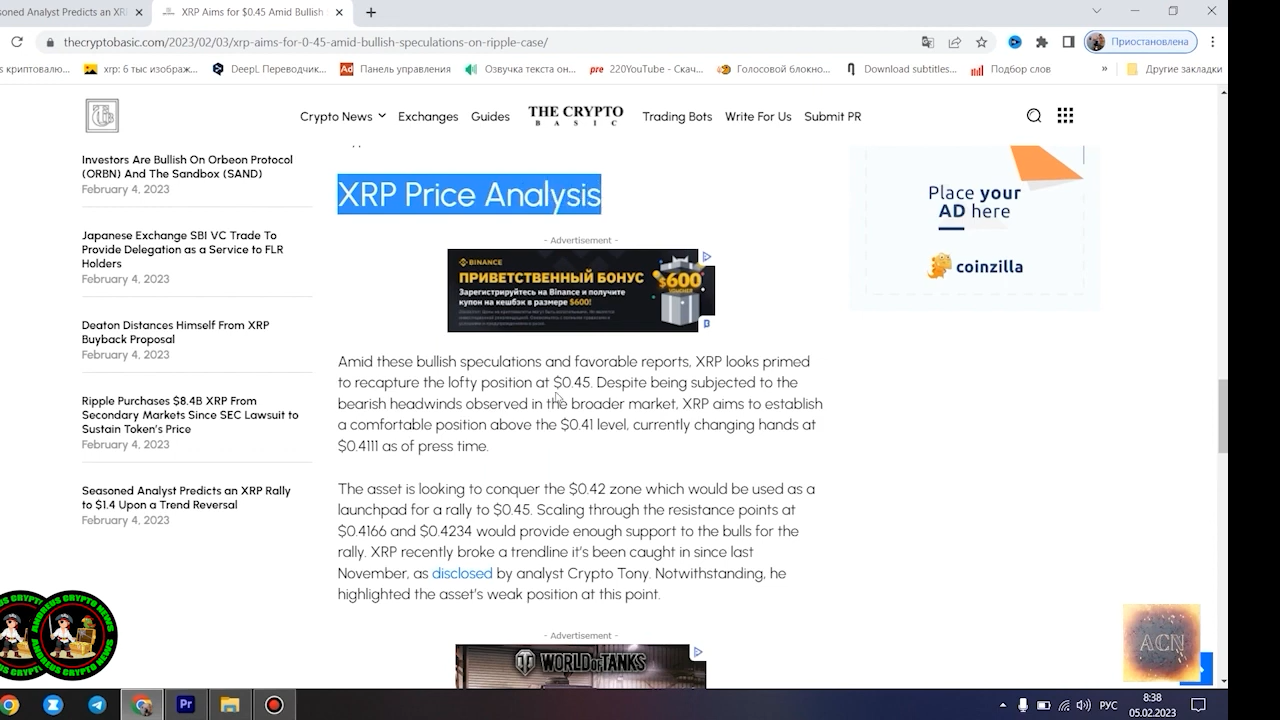 soned Analyst Predicts an XRI
XRP Aims for $0.45 Amid Bullish
thecryptobasic.com/2023/02/03/xrp-aims-for-0-45-amid-bullish-speculations-on-ripple-case/
Приостановлена
s криптовалю...
xrp: 6 тыс изображ...
DeepL Переводчик...
Ad Панель управления
Озвучка текста он...
pre 220YouTube - Скач...
Голосовой блокно...
Download subtitles...
Подбор слов
»
Другие закладки
Crypto News
Exchanges
Guides
THE CRYPTO
BASIC
Trading Bots
Write For Us
Submit PR
Investors Are Bullish On Orbeon Protocol
(ORBN) And The Sandbox (SAND)
February 4, 2023
Japanese Exchange SBI VC Trade To
Provide Delegation as a Service to FLR
Holders
February 4, 2023
Deaton Distances Himself From XRP
Buyback Proposal
February 4, 2023
Ripple Purchases $8.4B XRP From
Secondary Markets Since SEC Lawsuit to
Sustain Token's Price
February 4, 2023
Seasoned Analyst Predicts an XRP Rally
to $1.4 Upon a Trend Reversal
February 4, 2023
XRP Price Analysis
- Advertisement -
BINANCE
ПРИВЕТСТВЕННЫЙ БОНУС
Зарегистрируйтесь на Binance и получите
купон на кешбэк в размере $600!
$600
VOUCHER
Amid these bullish speculations and favorable reports, XRP looks primed
to recapture the lofty position at $0.45. Despite being subjected to the
bearish headwinds observed in the broader market, XRP aims to establish
a comfortable position above the $0.41 level, currently changing hands at
$0.4111 as of press time.
The asset is looking to conquer the $0.42 zone which would be used as a
launchpad for a rally to $0.45. Scaling through the resistance points at
$0.4166 and $0.4234 would provide enough support to the bulls for the
rally. XRP recently broke a trendline it's been caught in since last
November, as disclosed by analyst Crypto Tony. Notwithstanding, he
highlighted the asset's weak position at this point.
- Advertisement -
WORLD OF TANKS
Place your
AD here
coinzilla
ANDREUS CRYPTO NEWS
ACN
Pr
РУС
8:38
05.02.2023